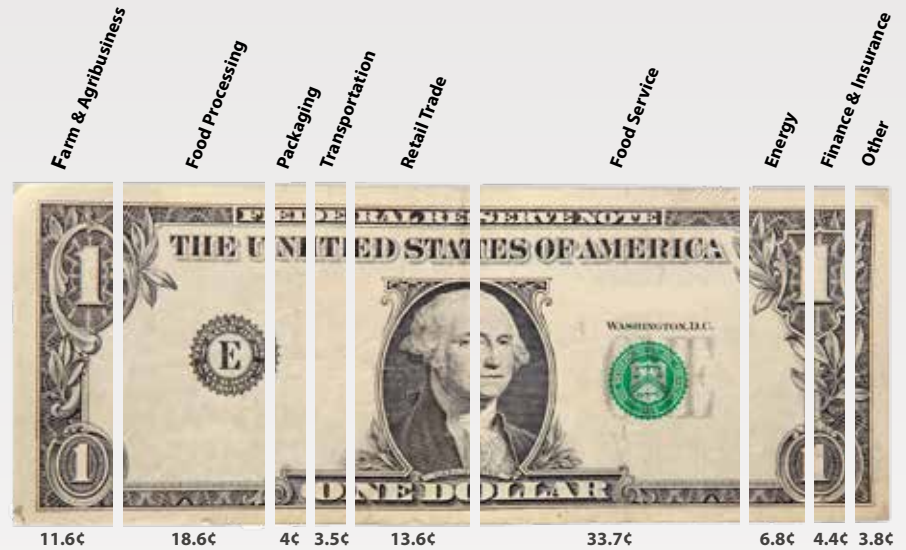 Farm & Agribusiness
Food Processing
Packaging
Transportation
Retail Trade
Food Service
Energy
Finance & Insurance
Other
FEDERAL RESERVE NOTE
THE UNITED STATES OF AMERICA
1
1
WASHINGTON, D.C.
E
1
1
ONE DOLLAR
11.6¢ 18.6¢ 4¢ 3.5¢ 13.6¢ 33.7¢ 6.8¢ 4.4¢ 3.8¢